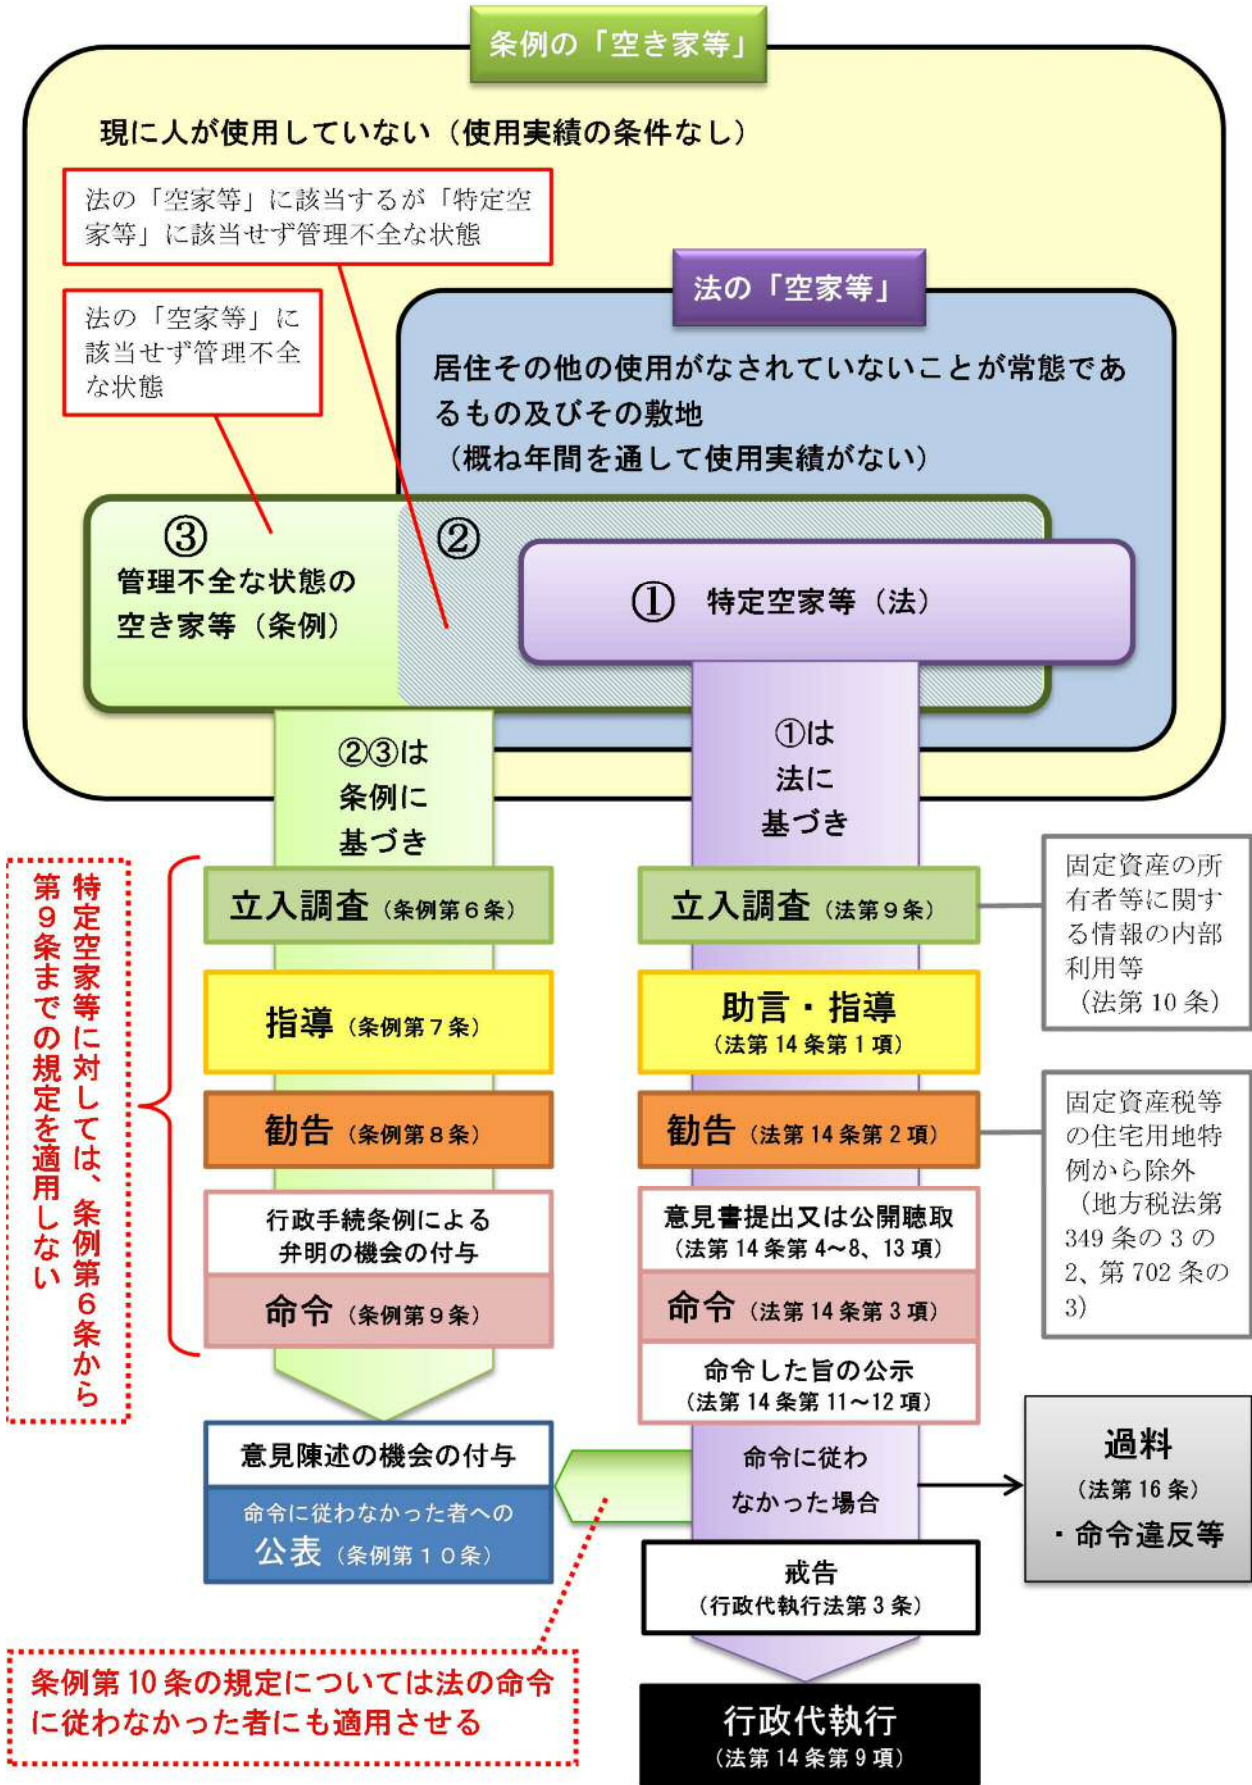 条例の「空き家等」
現に人が使用していない（使用実績の条件なし）
法の「空家等」に該当するが「特定空
家等」に該当せず管理不全な状態
法の「空家等」に
該当せず管理不全
な状態
法の「空家等」
居住その他の使用がなされていないことが常態であ
るもの及びその敷地
（概ね年間を通して使用実績がない）
③
管理不全な状態の
空き家等（条例）
②
① 特定空家等（法）
②③は
条例に
基づき
①は
法に
基づき
特定空家等に対しては、条例第６条から
第９条までの規定を適用しない
立入調査（条例第６条）
指導（条例第７条）
勧告（条例第８条）
行政手続条例による
弁明の機会の付与
命令（条例第９条）
意見陳述の機会の付与
命令に従わなかった者への
公表（条例第１０条）
立入調査（法第９条）
助言・指導
（法第 14 条第 1 項）
勧告（法第 14 条第 2 項）
意見書提出又は公開聴取
（法第 14 条第 4～8、13 項）
命令（法第 14 条第 3 項）
命令した旨の公示
（法第 14 条第 11～12 項）
命令に従わ
なかった場合
戒告
（行政代執行法第 3 条）
行政代執行
（法第 14 条第 9 項）
固定資産の所
有者等に関す
る情報の内部
利用等
（法第 10 条）
固定資産税等
の住宅用地特
例から除外
（地方税法第
349 条の 3 の
2、第 702 条の
3）
過料
（法第 16 条）
・命令違反等
条例第 10 条の規定については法の命令
に従わなかった者にも適用させる